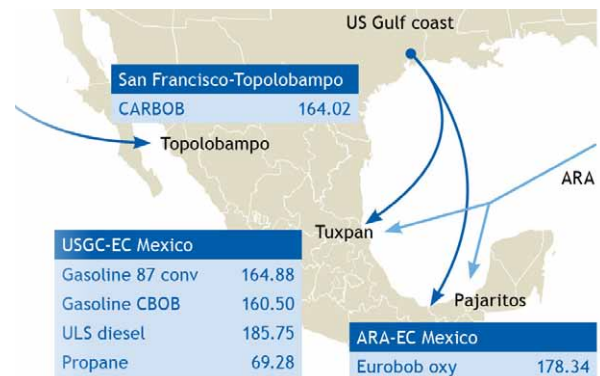 US Gulf coast
San Francisco-Topolobampo
CARBOB 164.02
Topolobampo
ARA
Tuxpan
USGC-EC Mexico
Gasoline 87 conv 164.88
Gasoline CBOB 160.50
ULS diesel 185.75
Propane 69.28
Pajaritos
ARA-EC Mexico
Eurobob oxy 178.34